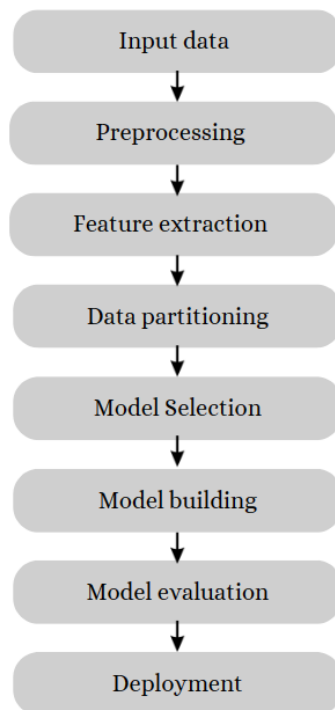 Input data
Preprocessing
Feature extraction
Data partitioning
Model Selection
Model building
Model evaluation
Deployment